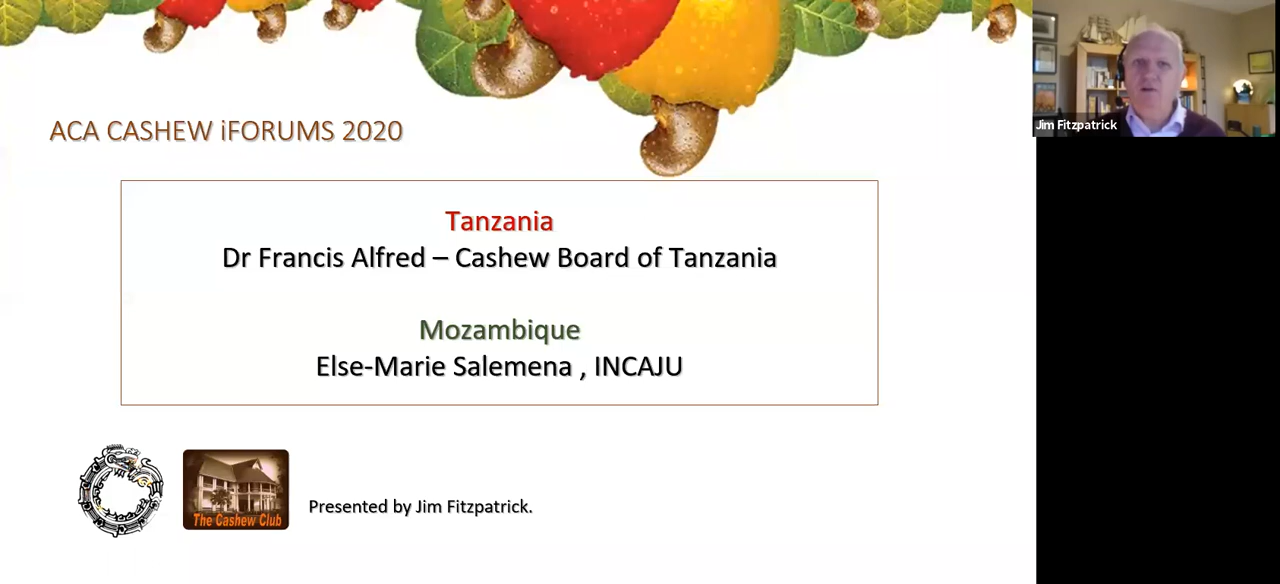 ACA CASHEW iFORUMS 2020
Jim Fitzpatrick
Tanzania
Dr Francis Alfred – Cashew Board of Tanzania
Mozambique
Else-Marie Salemena , INCAJU
The Cashew Club
Presented by Jim Fitzpatrick.